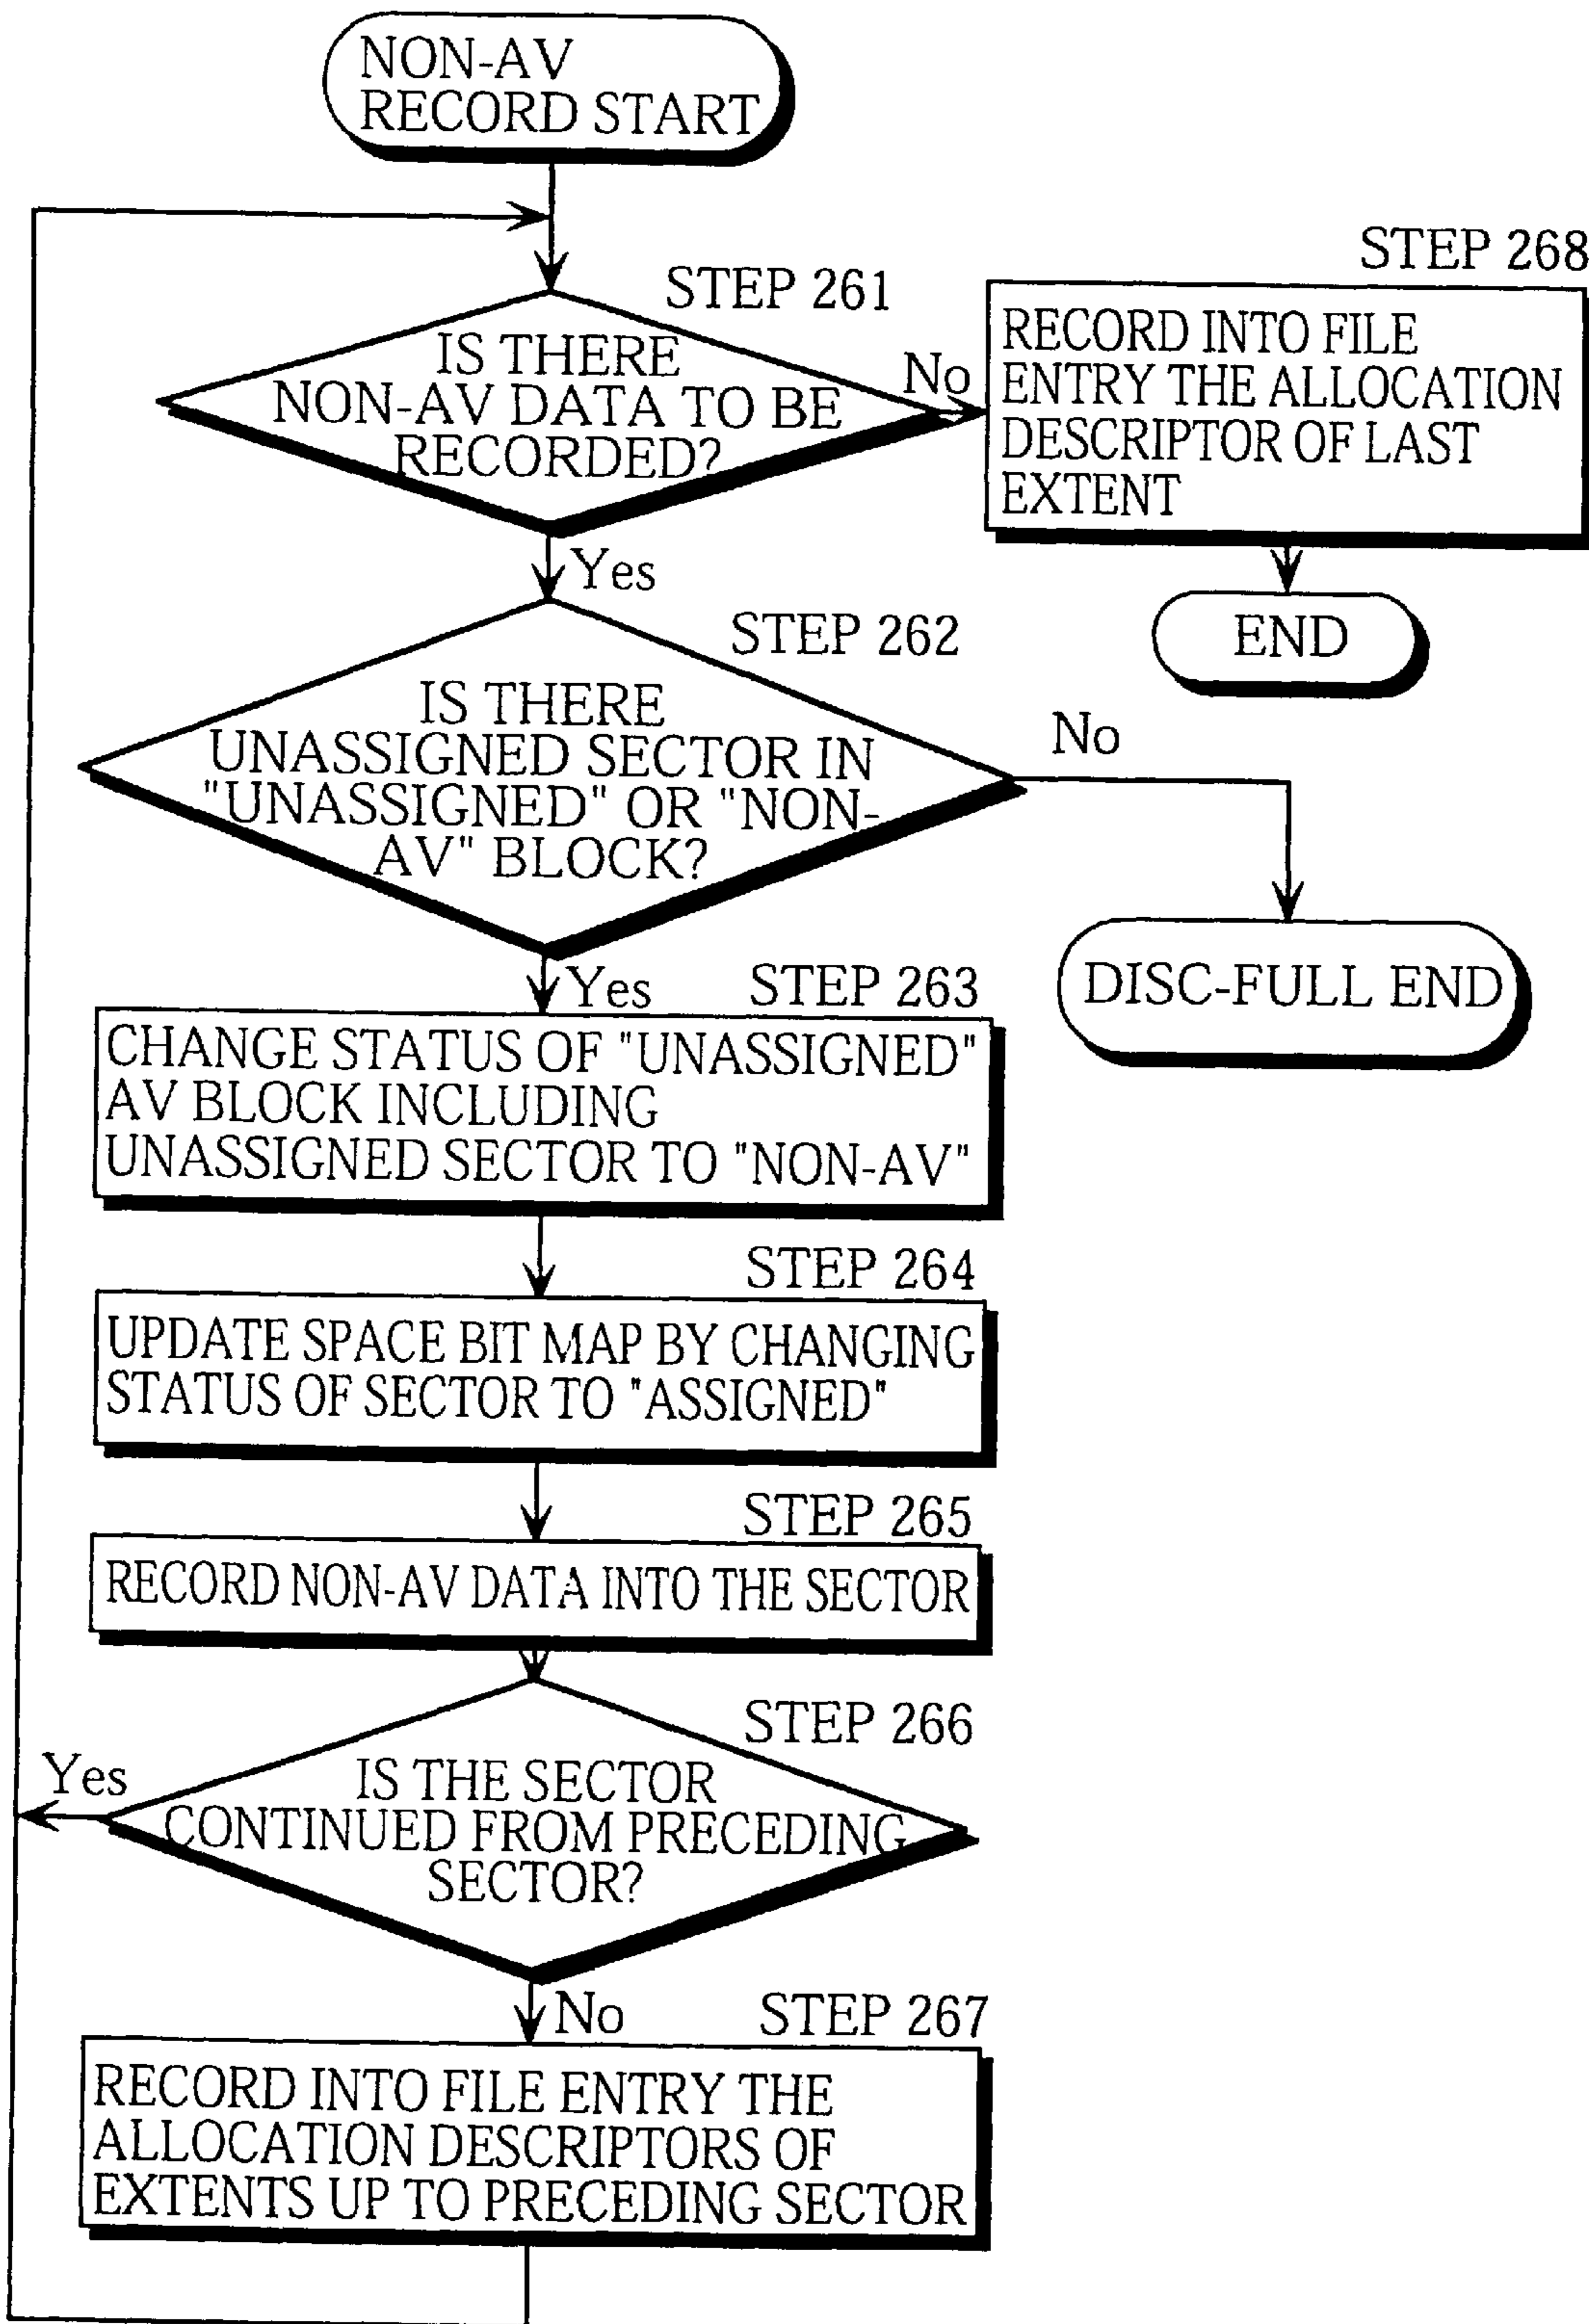 NON-AV
RECORD START
STEP 261
IS THERE
NON-AV DATA TO BE
RECORDED?
No
STEP 268
RECORD INTO FILE
ENTRY THE ALLOCATION
DESCRIPTOR OF LAST
EXTENT
END
Yes
STEP 262
IS THERE
UNASSIGNED SECTOR IN
"UNASSIGNED" OR "NON-
AV" BLOCK?
No
DISC-FULL END
Yes
STEP 263
CHANGE STATUS OF "UNASSIGNED"
AV BLOCK INCLUDING
UNASSIGNED SECTOR TO "NON-AV"
STEP 264
UPDATE SPACE BIT MAP BY CHANGING
STATUS OF SECTOR TO "ASSIGNED"
STEP 265
RECORD NON-AV DATA INTO THE SECTOR
STEP 266
IS THE SECTOR
CONTINUED FROM PRECEDING
SECTOR?
Yes
No
STEP 267
RECORD INTO FILE ENTRY THE
ALLOCATION DESCRIPTORS OF
EXTENTS UP TO PRECEDING SECTOR